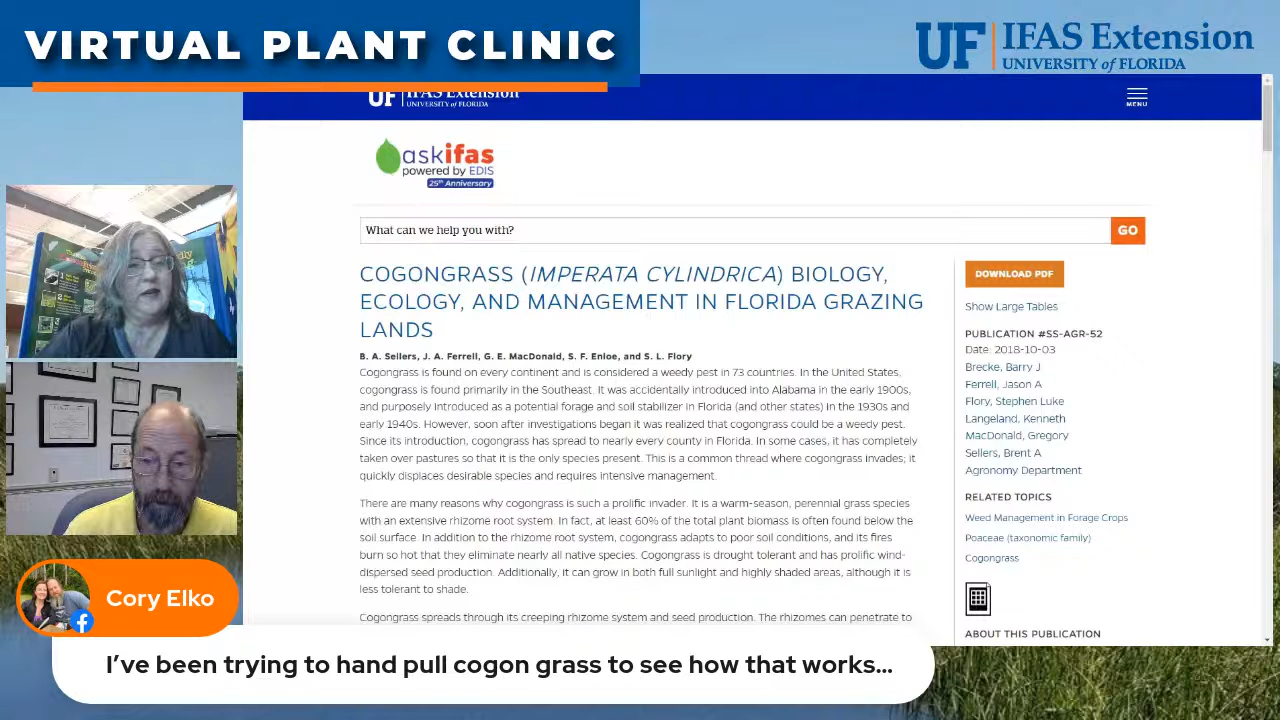 VIRTUAL PLANT CLINIC
UF IFAS Extension
UNIVERSITY of FLORIDA
UF IFAS Extension
UNIVERSITY of FLORIDA
MENU
askifas
powered by EDIS
25th Anniversary
What can we help you with?
GO
COGONGRASS (IMPERATA CYLINDRICA) BIOLOGY,
ECOLOGY, AND MANAGEMENT IN FLORIDA GRAZING
LANDS
B. A. Sellers, J. A. Ferrell, G. E. MacDonald, S. F. Enloe, and S. L. Flory
Cogongrass is found on every continent and is considered a weedy pest in 73 countries. In the United States,
cogongrass is found primarily in the Southeast. It was accidentally introduced into Alabama in the early 1900s,
and purposely introduced as a potential forage and soil stabilizer in Florida (and other states) in the 1930s and
early 1940s. However, soon after investigations began it was realized that cogongrass could be a weedy pest.
Since its introduction, cogongrass has spread to nearly every county in Florida. In some cases, it has completely
taken over pastures so that it is the only species present. This is a common thread where cogongrass invades; it
quickly displaces desirable species and requires intensive management.
There are many reasons why cogongrass is such a prolific invader. It is a warm-season, perennial grass species
with an extensive rhizome root system. In fact, at least 60% of the total plant biomass is often found below the
soil surface. In addition to the rhizome root system, cogongrass adapts to poor soil conditions, and its fires
burn so hot that they eliminate nearly all native species. Cogongrass is drought tolerant and has prolific wind-
dispersed seed production. Additionally, it can grow in both full sunlight and highly shaded areas, although it is
less tolerant to shade.
Cogongrass spreads through its creeping rhizome system and seed production. The rhizomes can penetrate to
DOWNLOAD PDF
Show Large Tables
PUBLICATION #SS-AGR-52
Date: 2018-10-03
Brecke, Barry J
Ferrell, Jason A
Flory, Stephen Luke
Langeland, Kenneth
MacDonald, Gregory
Sellers, Brent A
Agronomy Department
RELATED TOPICS
Weed Management in Forage Crops
Poaceae (taxonomic family)
Cogongrass
ABOUT THIS PUBLICATION
Cory Elko
I've been trying to hand pull cogon grass to see how that works...